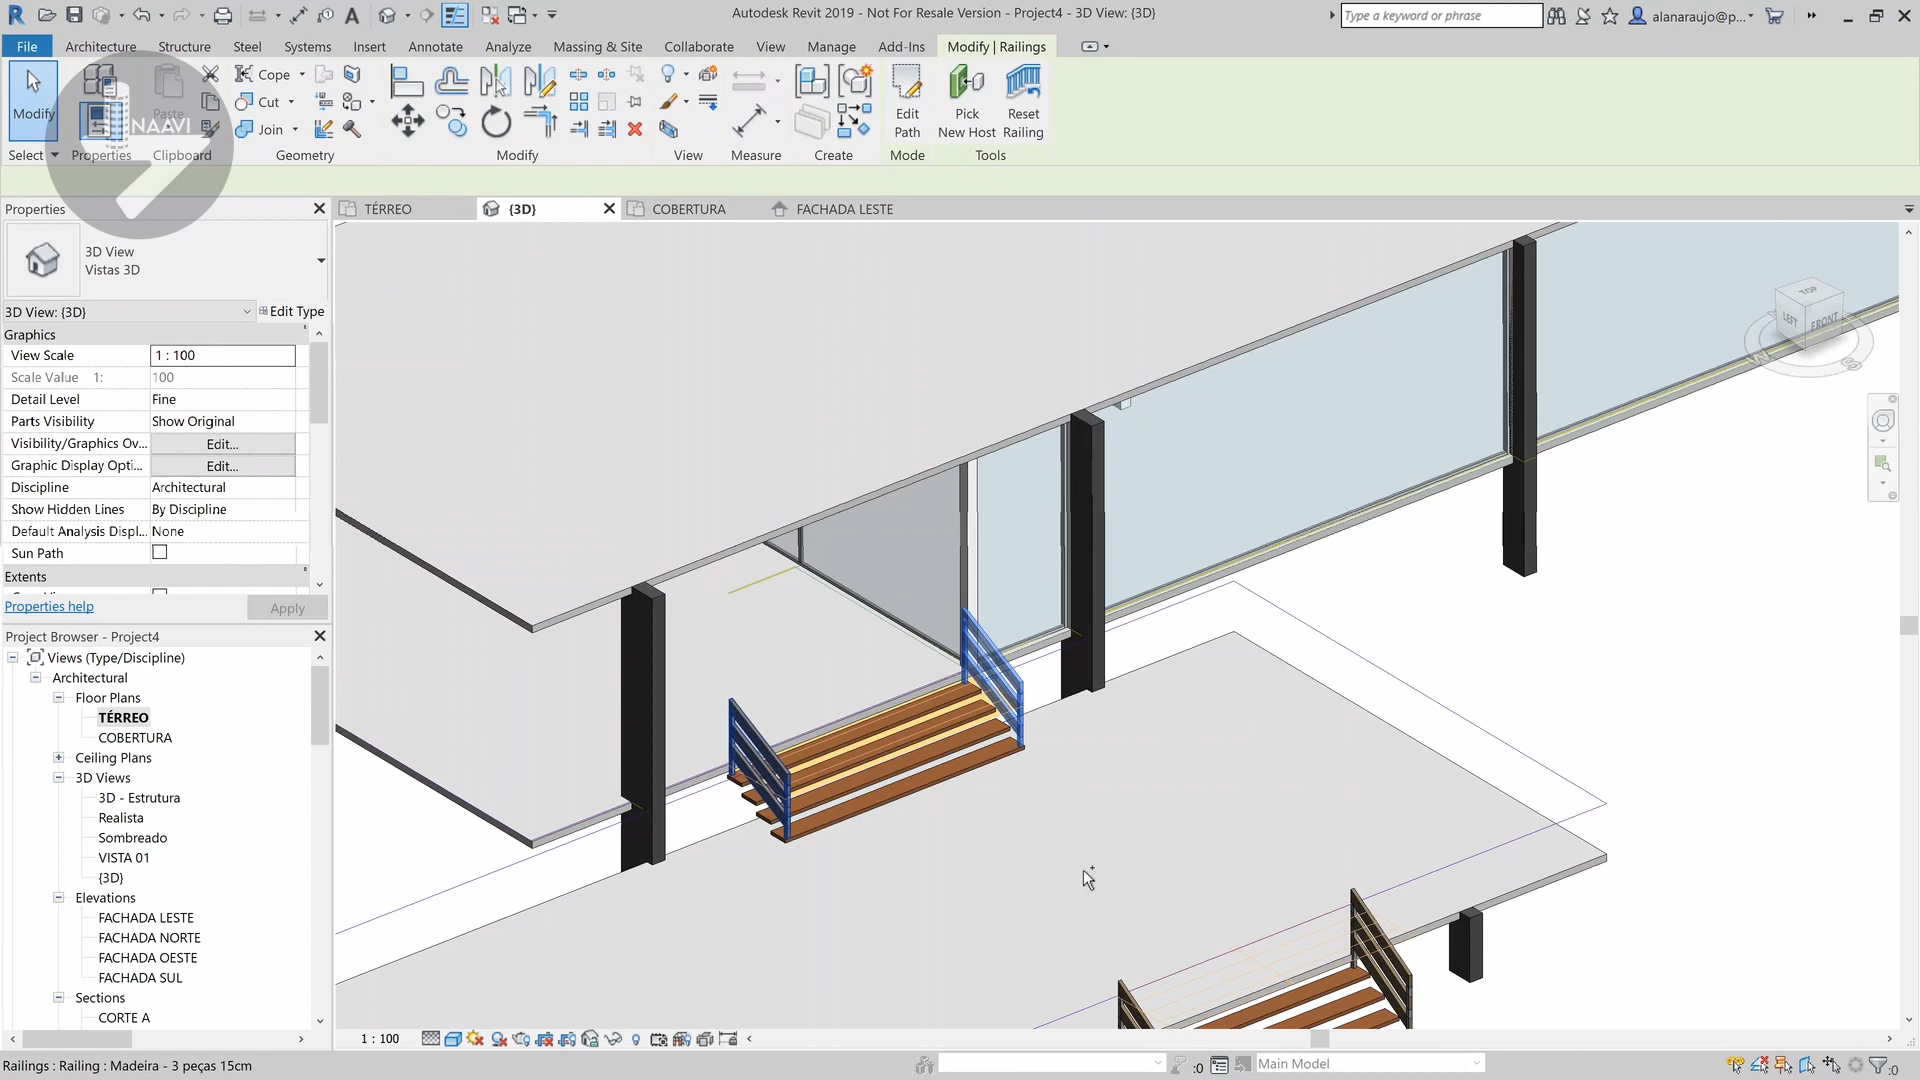 Autodesk Revit 2019 - Not For Resale Version - Project4 - 3D View: {3D}
Type a keyword or phrase
alanaraujo@p...
File Architecture Structure Steel Systems Insert Annotate Analyze Massing & Site Collaborate View Manage Add-Ins Modify | Railings
Modify
Paste
Cope
Cut
Join
Edit
Path
Pick
New Host
Reset
Railing
NAAVI
Select Properties Clipboard Geometry Modify View Measure Create Mode Tools
Properties
TÉRREO {3D} COBERTURA FACHADA LESTE
3D View
Vistas 3D
3D View: {3D}
Edit Type
Graphics
View Scale 1 : 100
Scale Value 1: 100
Detail Level Fine
Parts Visibility Show Original
Visibility/Graphics Ov... Edit...
Graphic Display Opti... Edit...
Discipline Architectural
Show Hidden Lines By Discipline
Default Analysis Displ... None
Sun Path
Extents
Properties help Apply
TOP
LEFT
FRONT
W
S
Project Browser - Project4
Views (Type/Discipline)
Architectural
Floor Plans
TÉRREO
COBERTURA
Ceiling Plans
3D Views
3D - Estrutura
Realista
Sombreado
VISTA 01
{3D}
Elevations
FACHADA LESTE
FACHADA NORTE
FACHADA OESTE
FACHADA SUL
Sections
CORTE A
1 : 100
Railings : Railing : Madeira - 3 peças 15cm
:0
Main Model
:0